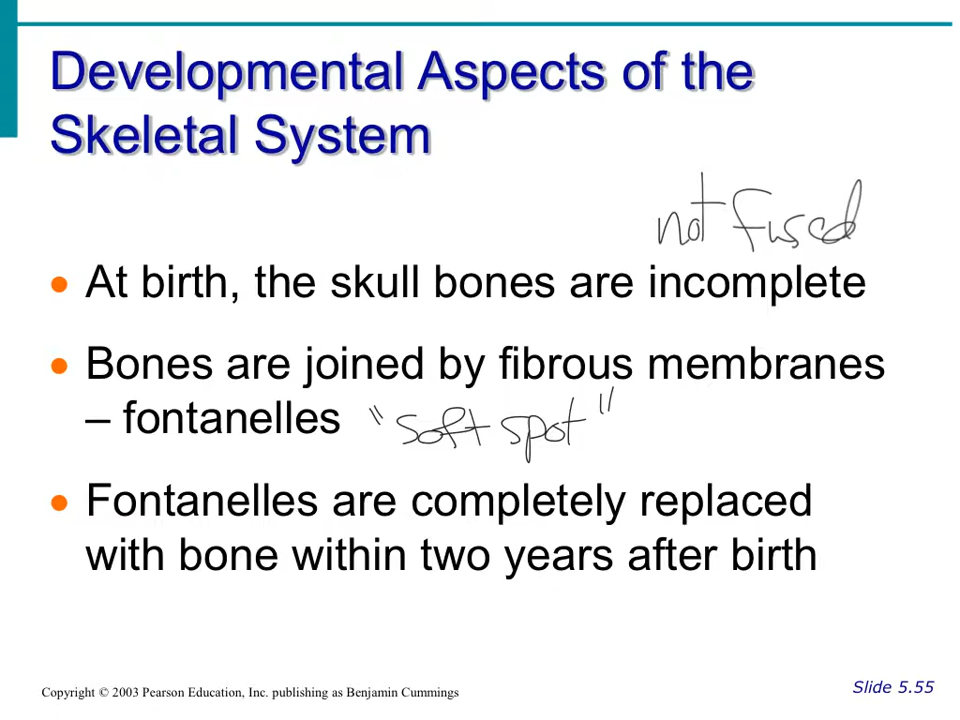 Developmental Aspects of the
Skeletal System
not fused
• At birth, the skull bones are incomplete
• Bones are joined by fibrous membranes
– fontanelles "soft spot"
• Fontanelles are completely replaced
with bone within two years after birth
Copyright © 2003 Pearson Education, Inc. publishing as Benjamin Cummings
Slide 5.55